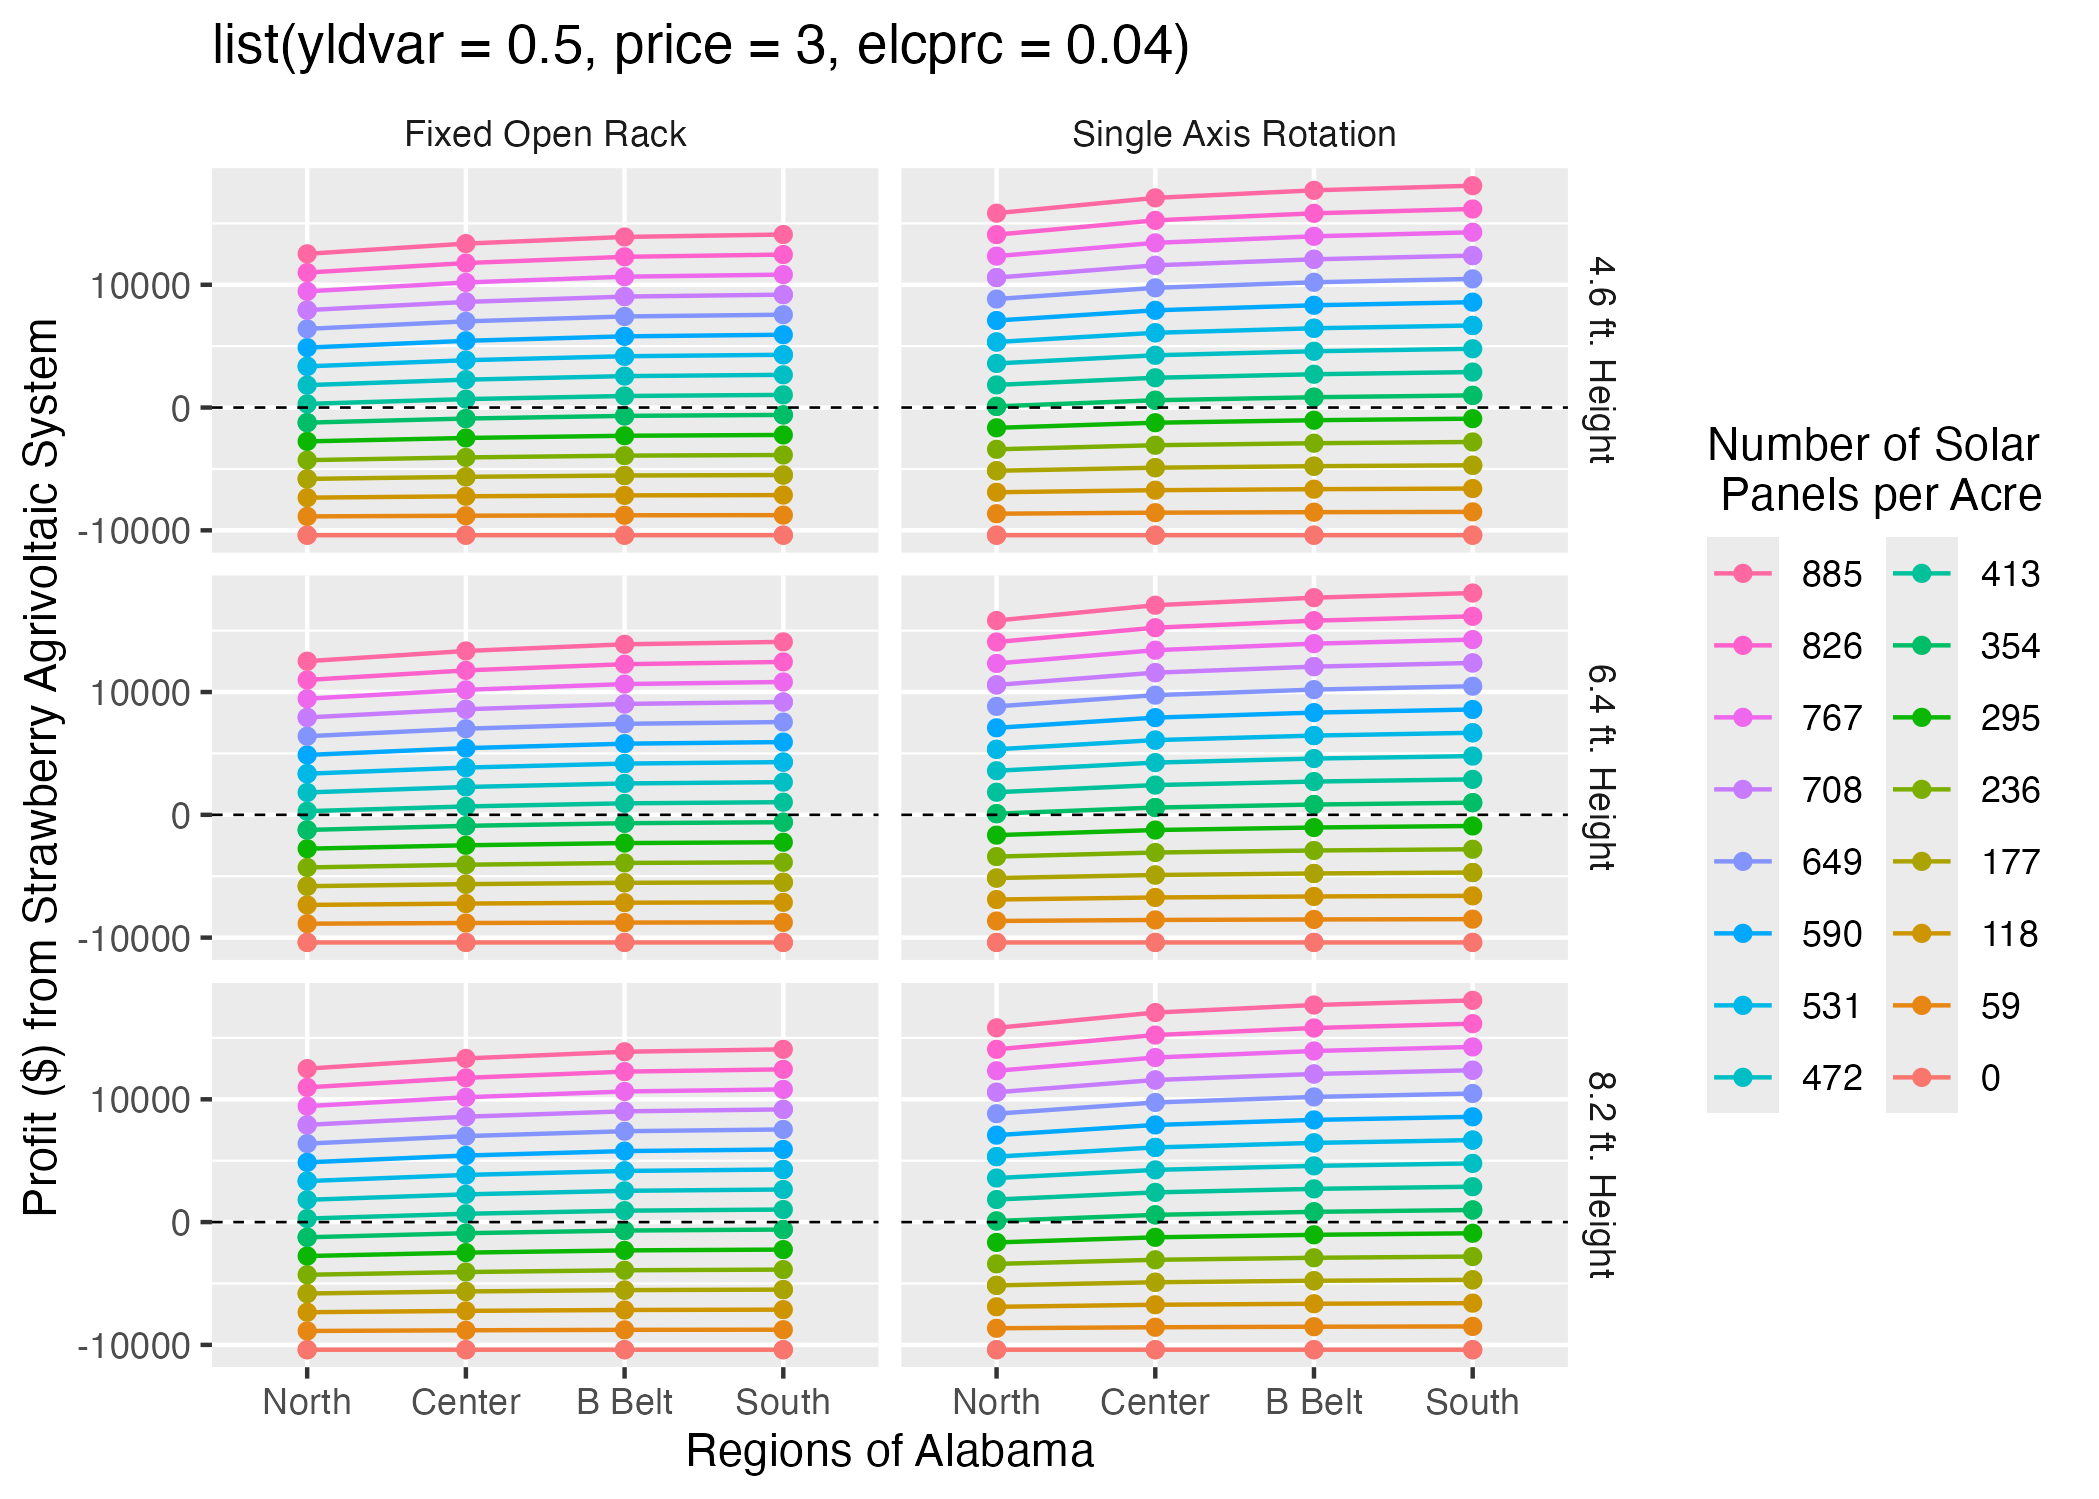 list(yldvar = 0.5, price = 3, elcprc = 0.04)
Fixed Open Rack
Single Axis Rotation
Profit ($) from Strawberry Agrivoltaic System
10000
0
-10000
4.6 ft. Height
10000
0
-10000
6.4 ft. Height
10000
0
-10000
8.2 ft. Height
North Center B Belt South
North Center B Belt South
Regions of Alabama
Number of Solar
Panels per Acre
885 413
826 354
767 295
708 236
649 177
590 118
531 59
472 0